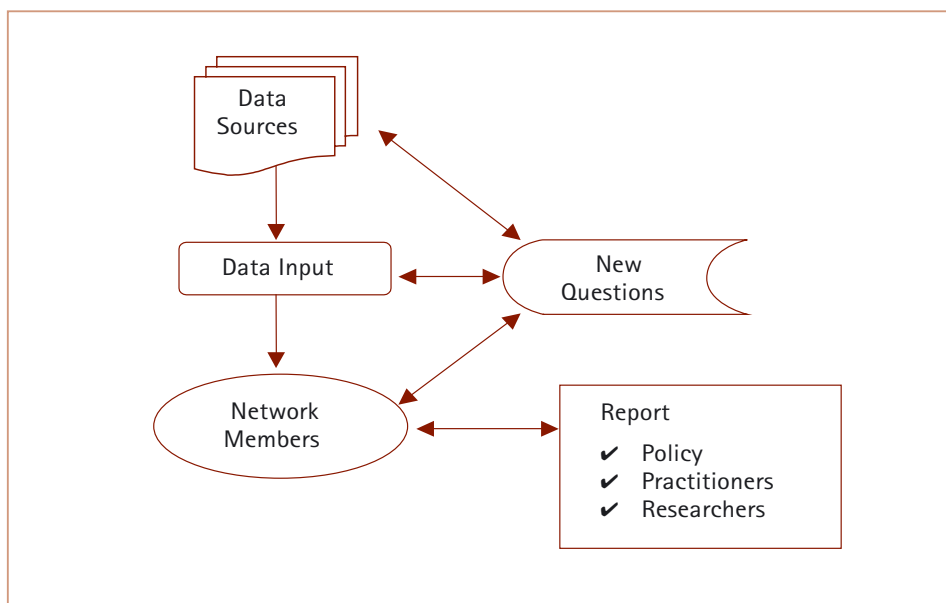 Data
Sources
Data Input
New
Questions
Network
Members
Report
✔ Policy
✔ Practitioners
✔ Researchers